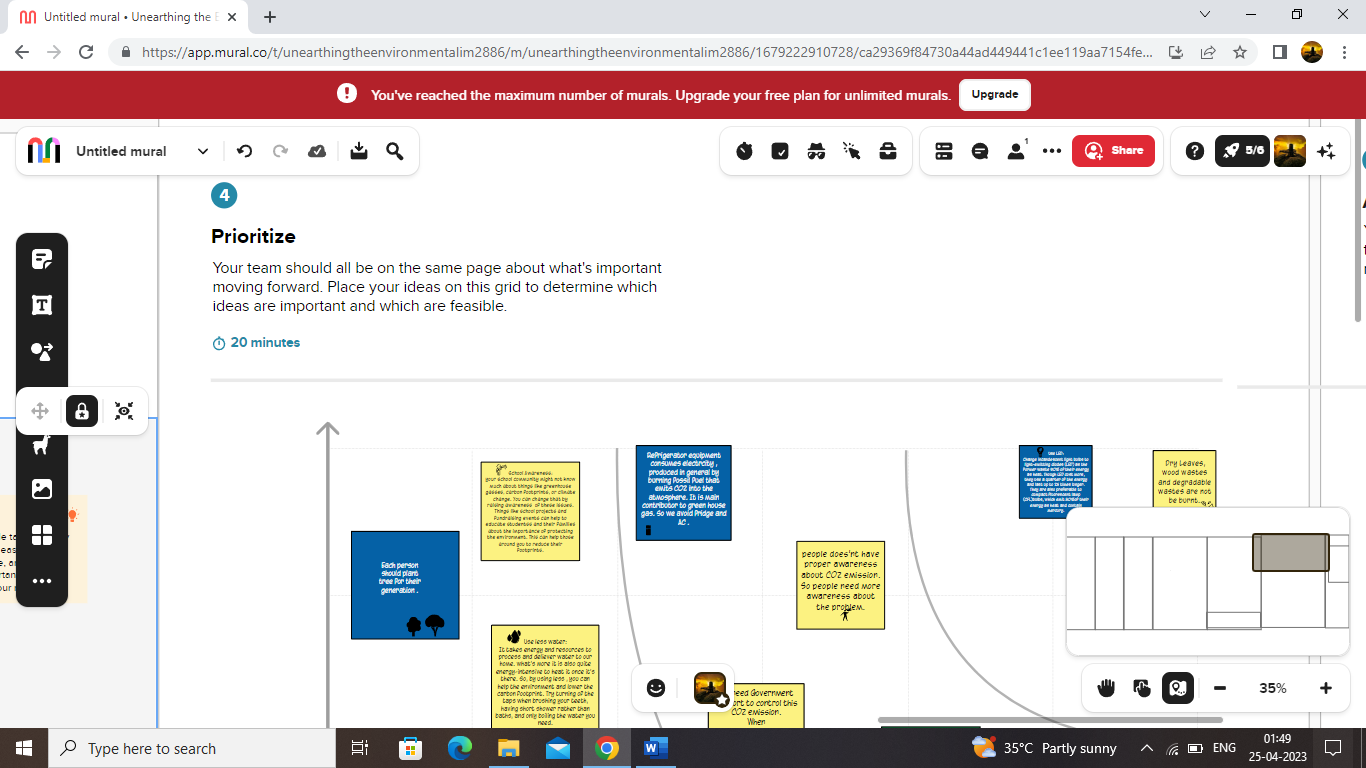 Untitled mural • Unearthing the E
https://app.mural.co/t/unearthingtheenvironmentalim2886/m/unearthingtheenvironmentalim2886/1679222910728/ca29369f84730a44ad449441c1ee119aa7154fe...
You've reached the maximum number of murals. Upgrade your free plan for unlimited murals.
Upgrade
Untitled mural
1
Share
5/6
4
Prioritize
Your team should all be on the same page about what's important
moving forward. Place your ideas on this grid to determine which
ideas are important and which are feasible.
20 minutes
School Awareness:
your School community might not know
much about things like greenhouse
gasses, carbon footprints, or climate
change. You can change that by
raising awareness of these issues.
Things like school projects and
fundraising events can help to
educate studentss and their families
about the importance of protecting
the environment. This can help those
around you to reduce their
footprints.
Refrigerator equipment
consumes electrcity ,
produced in general by
burning fossil fuel that
emits CO2 into the
atmosphere. It is main
contributor to green house
gas. So we avoid fridge and
AC .
Dry leaves,
wood wastes
and degradable
wastes are not
be burnt...
Each person
should plant
tree for their
generation .
people does'nt have
proper awareness
about CO2 emission.
So people need more
awareness about
the problem.
Use less water:
It takes energy and resources to
process and deliever water to our
home. what's more it is also quite
energy-intensive to heat it once it's
there. So, by using less , you can
help the environment and lower the
carbon footprint. Try turning of the
taps when brushing your teeth,
having short shower rather than
baths, and only boiling the water you
need.
need Government
ort to control this
CO2 emission.
When
35%
Type here to search
35°C Partly sunny
ENG
01:49
25-04-2023